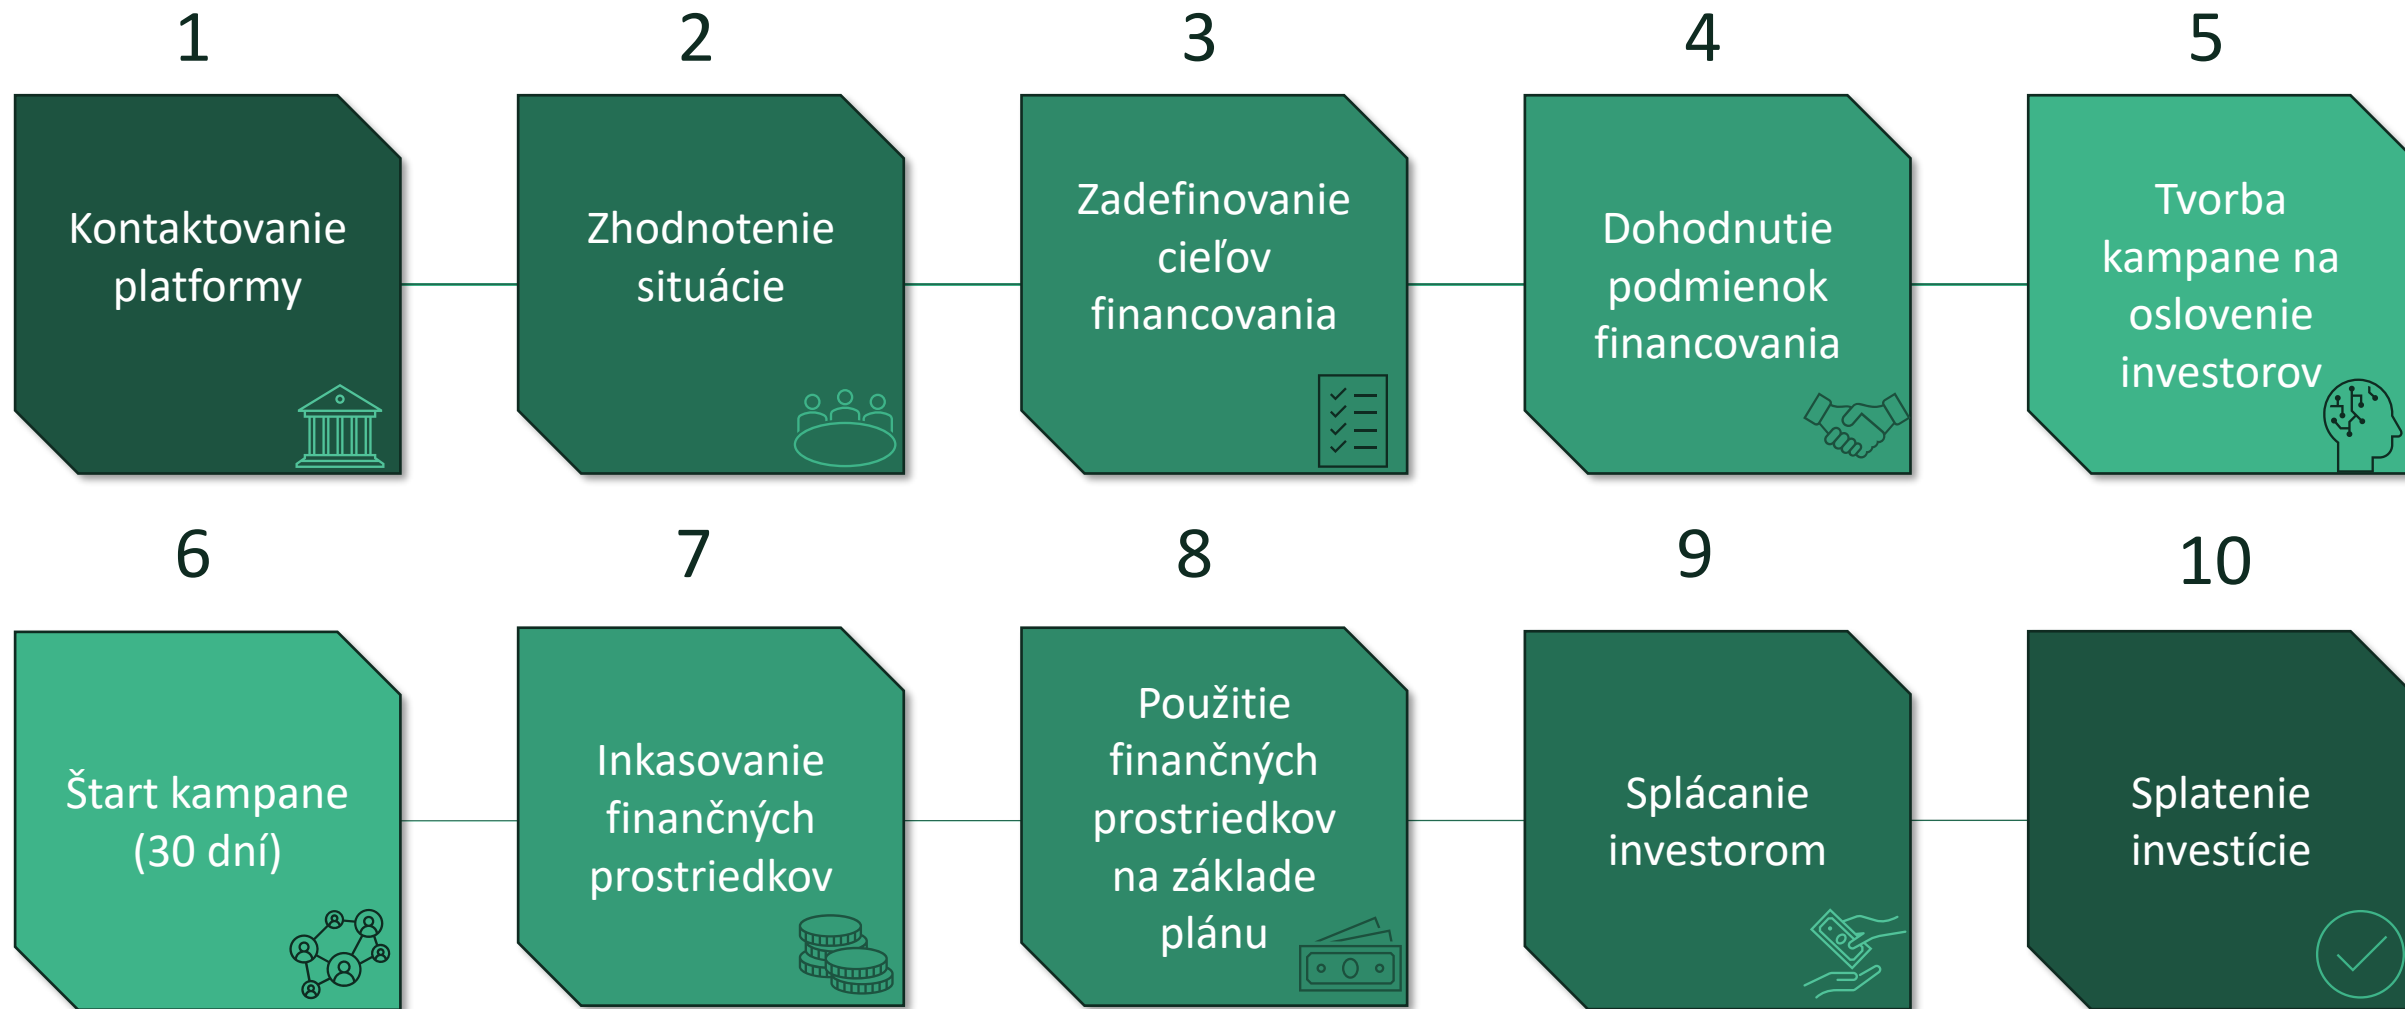 1
Kontaktovanie
platformy
2
Zhodnotenie
situácie
3
Zadefinovanie
cieľov
financovania
4
Dohodnutie
podmienok
financovania
5
Tvorba
kampane na
oslovenie
investorov
6
Štart kampane
(30 dní)
7
Inkasovanie
finančných
prostriedkov
8
Použitie
finančných
prostriedkov
na základe
plánu
9
Splácanie
investorom
10
Splatenie
investície